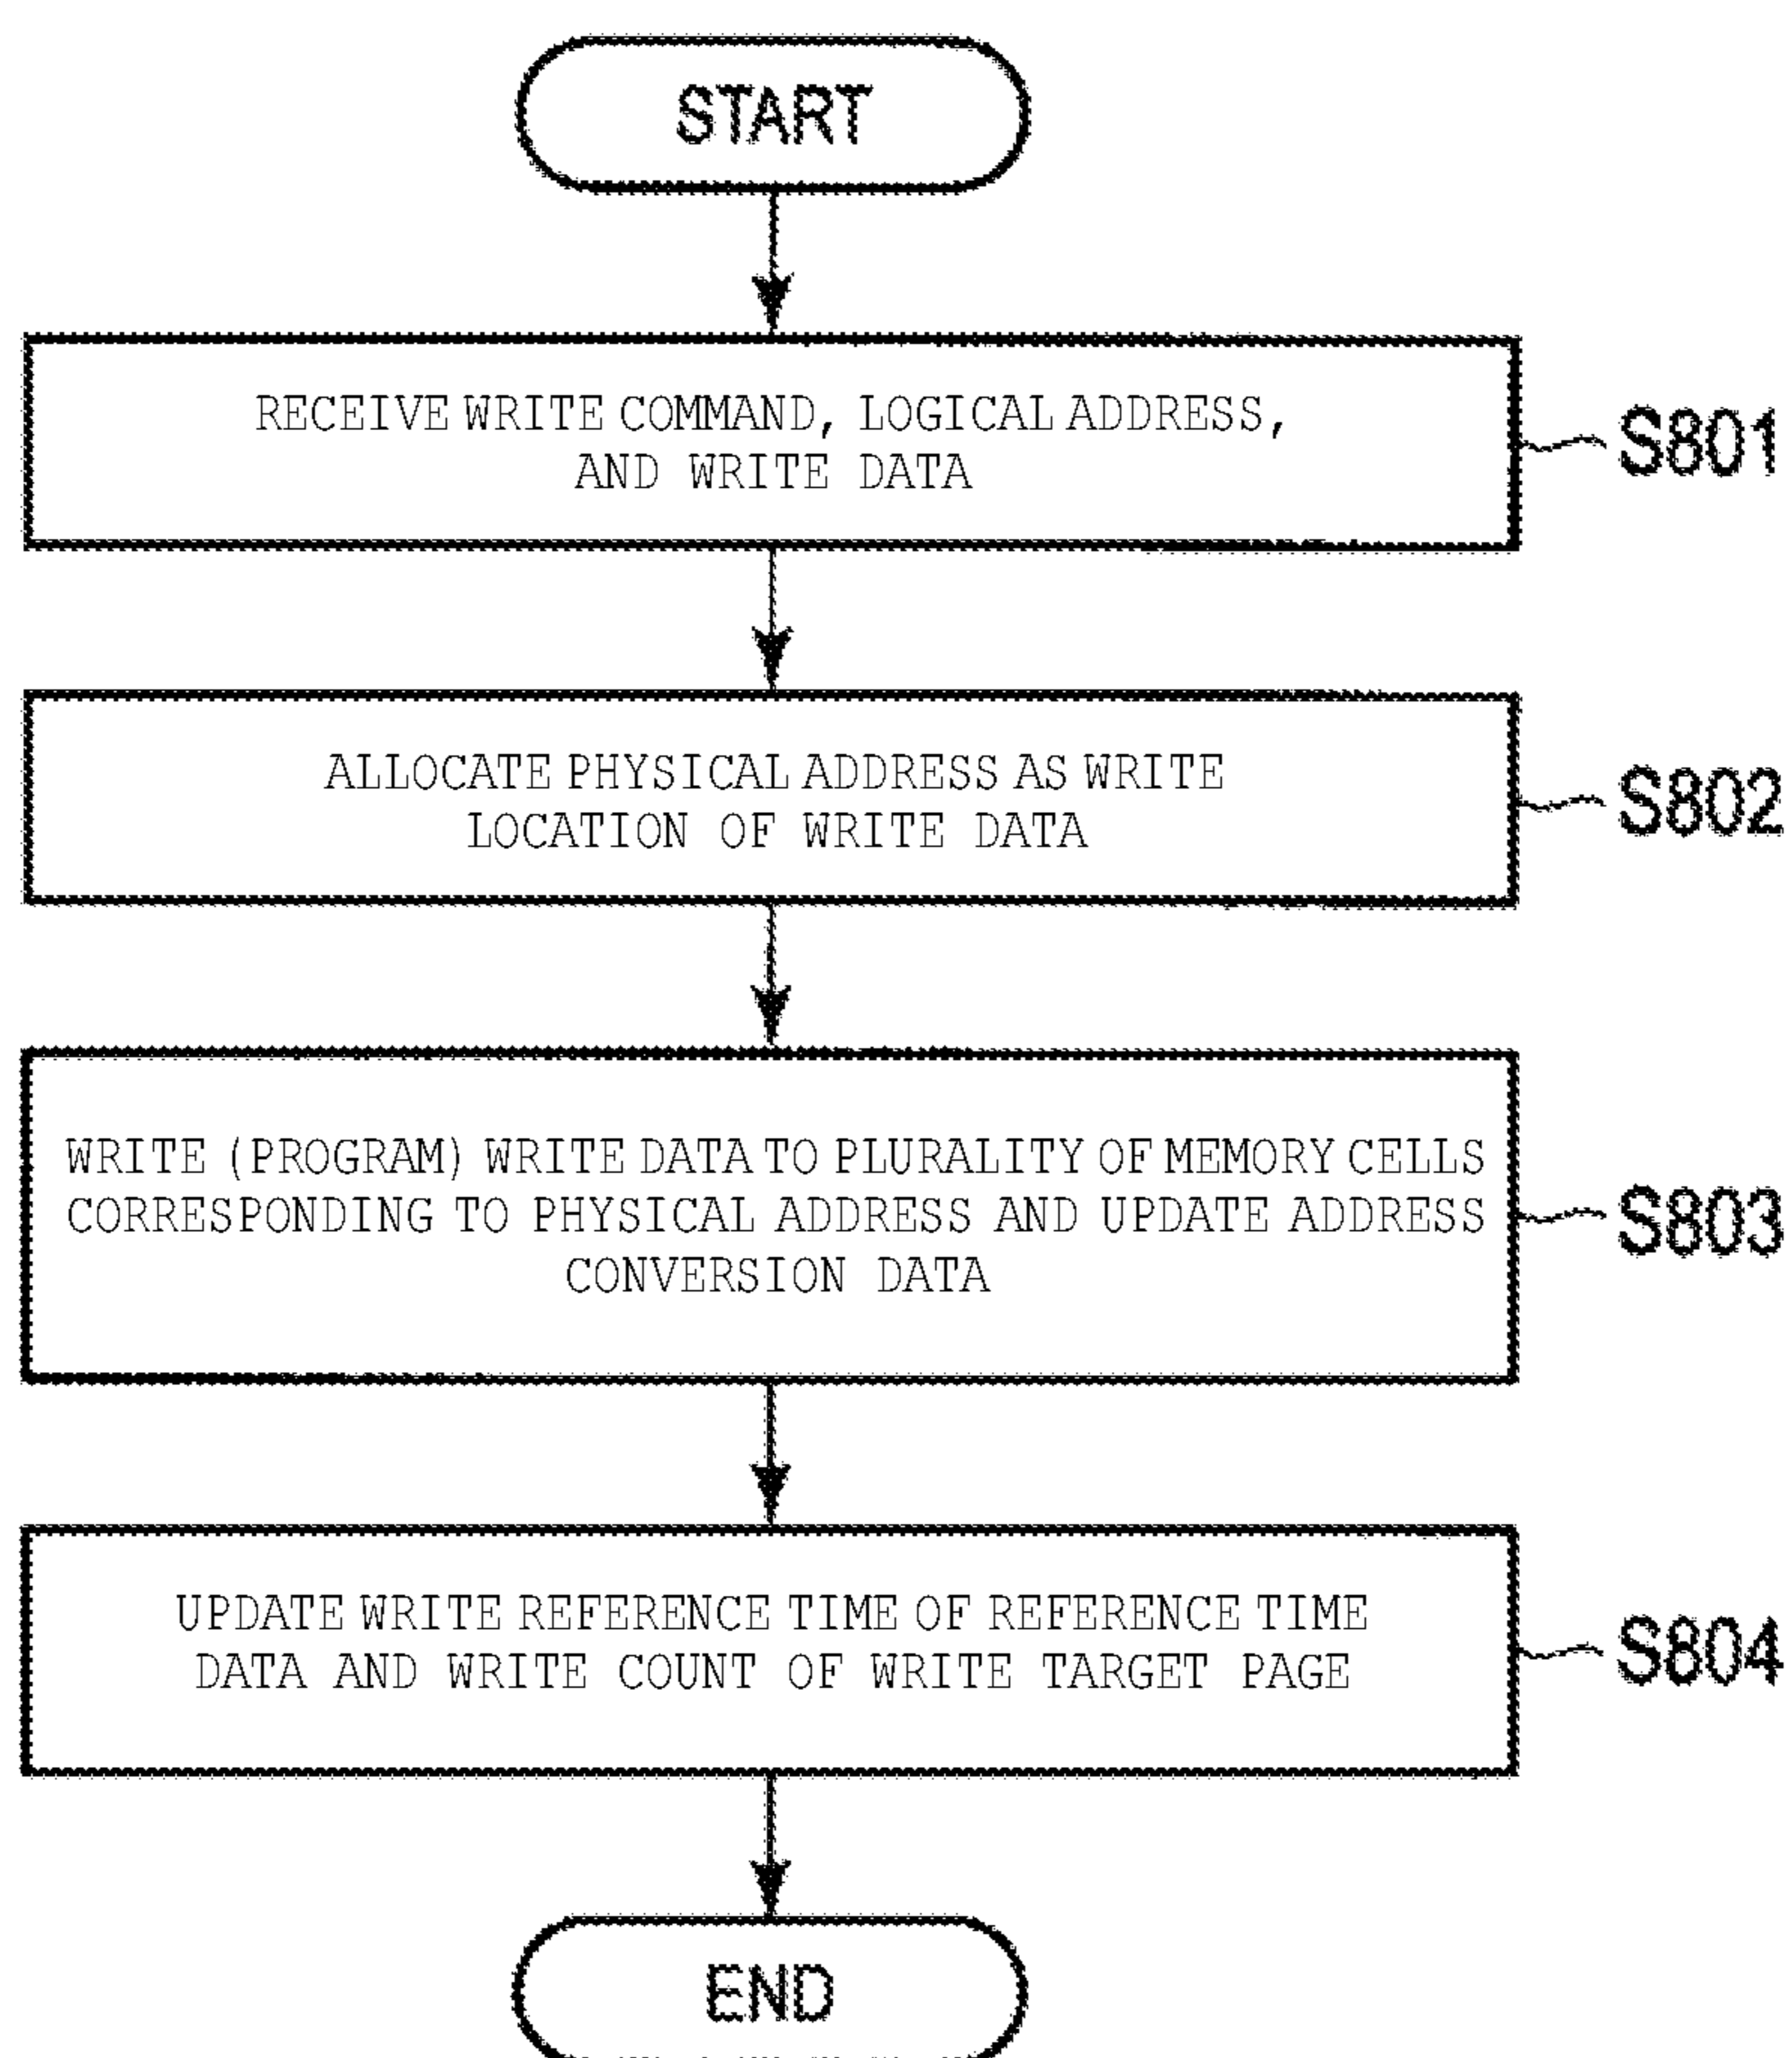 START
RECEIVE WRITE COMMAND, LOGICAL ADDRESS,
AND WRITE DATA
S801
ALLOCATE PHYSICAL ADDRESS AS WRITE
LOCATION OF WRITE DATA
S802
WRITE (PROGRAM) WRITE DATA TO PLURALITY OF MEMORY CELLS
CORRESPONDING TO PHYSICAL ADDRESS AND UPDATE ADDRESS
CONVERSION DATA
S803
UPDATE WRITE REFERENCE TIME OF REFERENCE TIME
DATA AND WRITE COUNT OF WRITE TARGET PAGE
S804
END